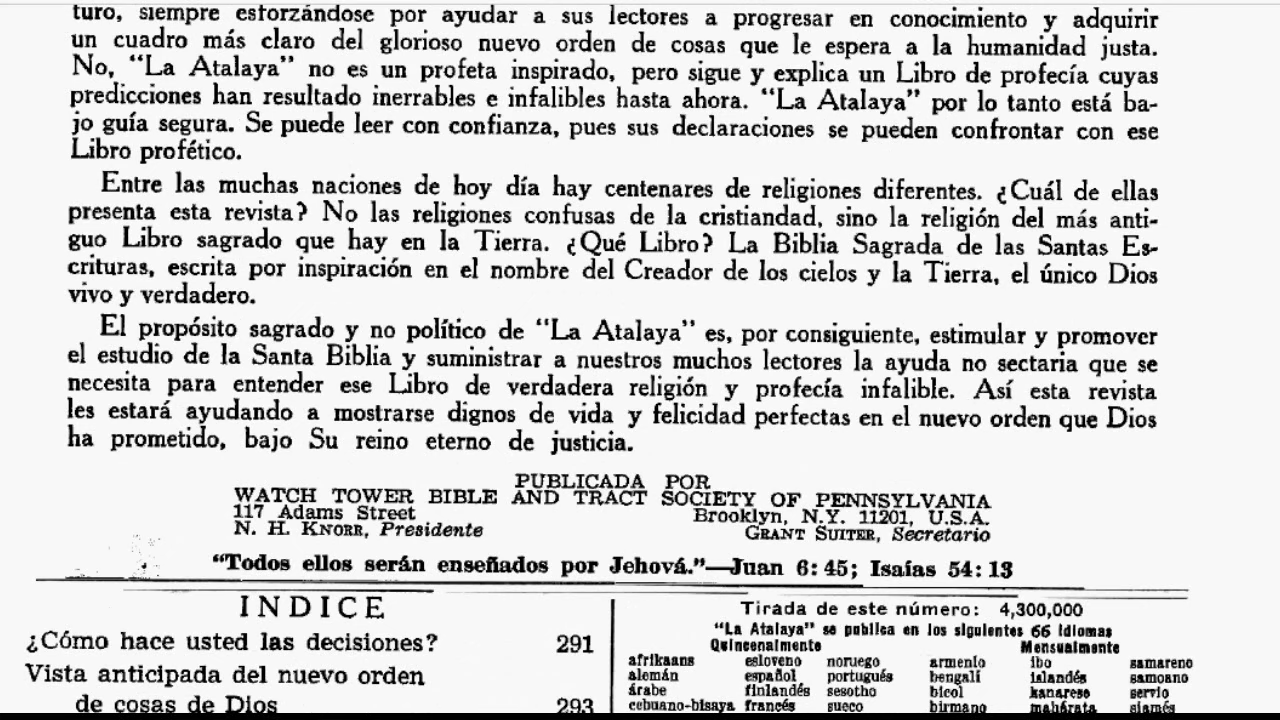 turo, siempre esforzándose por ayudar a sus lectores a progresar en conocimiento y adquirir
un cuadro más claro del glorioso nuevo orden de cosas que le espera a la humanidad justa.
No, “La Atalaya” no es un profeta inspirado, pero sigue y explica un Libro de profecía cuyas
predicciones han resultado inerrables e infalibles hasta ahora. “La Atalaya” por lo tanto está ba-
jo guía segura. Se puede leer con confianza, pues sus declaraciones se pueden confrontar con ese
Libro profético.
Entre las muchas naciones de hoy día hay centenares de religiones diferentes. ¿Cuál de ellas
presenta esta revista? No las religiones confusas de la cristiandad, sino la religión del más anti-
guo Libro sagrado que hay en la Tierra. ¿Qué Libro? La Biblia Sagrada de las Santas Es-
crituras, escrita por inspiración en el nombre del Creador de los cielos y la Tierra, el único Dios
vivo y verdadero.
El propósito sagrado y no político de “La Atalaya” es, por consiguiente, estimular y promover
el estudio de la Santa Biblia y suministrar a nuestros muchos lectores la ayuda no sectaria que se
necesita para entender ese Libro de verdadera religión y profecía infalible. Así esta revista
les estará ayudando a mostrarse dignos de vida y felicidad perfectas en el nuevo orden que Dios
ha prometido, bajo Su reino eterno de justicia.
PUBLICADA POR
WATCH TOWER BIBLE AND TRACT SOCIETY OF PENNSYLVANIA
117 Adams Street Brooklyn, N.Y. 11201, U.S.A.
N. H. KNORR, Presidente GRANT SUITER, Secretario
“Todos ellos serán enseñados por Jehová.”—Juan 6:45; Isaías 54:13
INDICE
¿Cómo hace usted las decisiones? 291
Vista anticipada del nuevo orden
de cosas de Dios 293
Tirada de este número: 4,300,000
“La Atalaya” se publica en los siguientes 66 idiomas
Quincenalmente Mensualmente
afrikaans esloveno noruego armenio ibo samareno
alemán español portugués bengalí islandés samoano
árabe finlandés sesotho bicol kanarese servio
cebuano-bisaya francés sueco birmano mahárata siamés